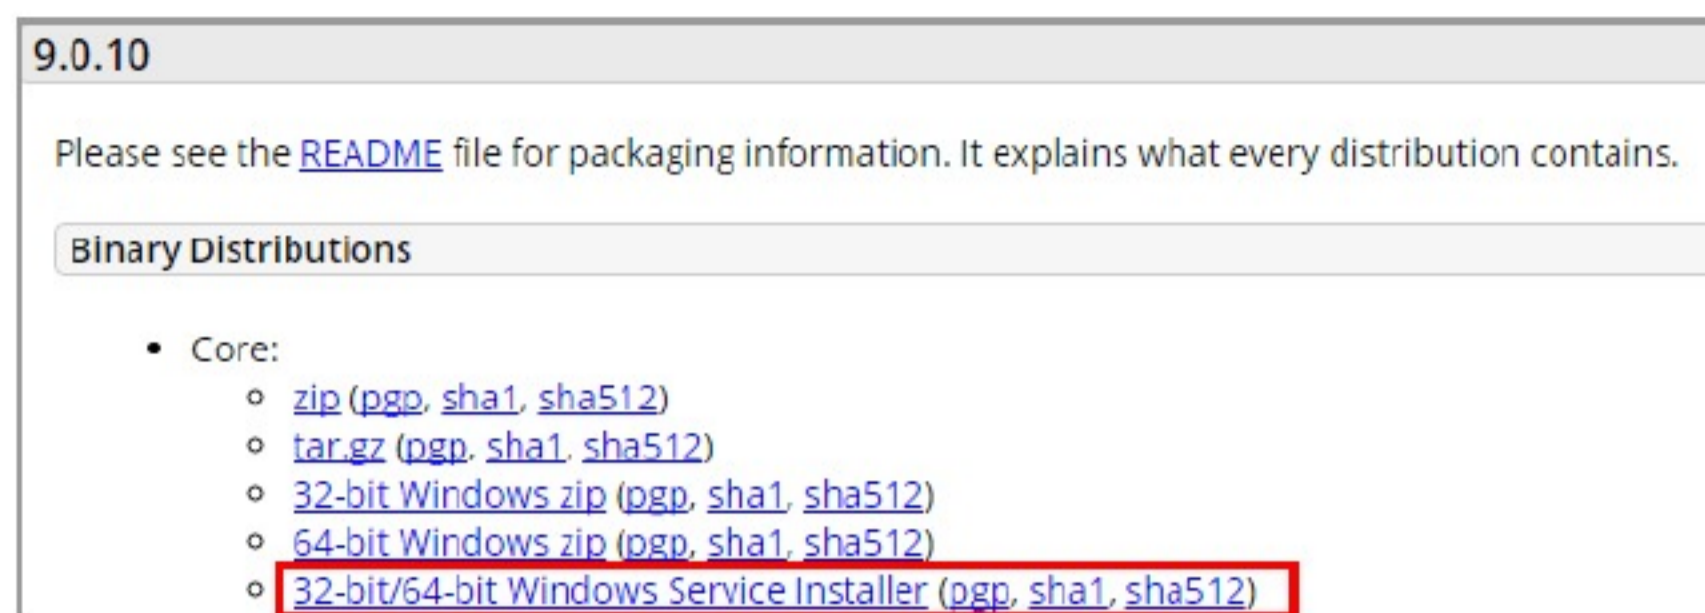 9.0.10
Please see the README file for packaging information. It explains what every distribution contains.
Binary Distributions
• Core:
○ zip (pgp, sha1, sha512)
○ tar.gz (pgp, sha1, sha512)
○ 32-bit Windows zip (pgp, sha1, sha512)
○ 64-bit Windows zip (pgp, sha1, sha512)
○ 32-bit/64-bit Windows Service Installer (pgp, sha1, sha512)